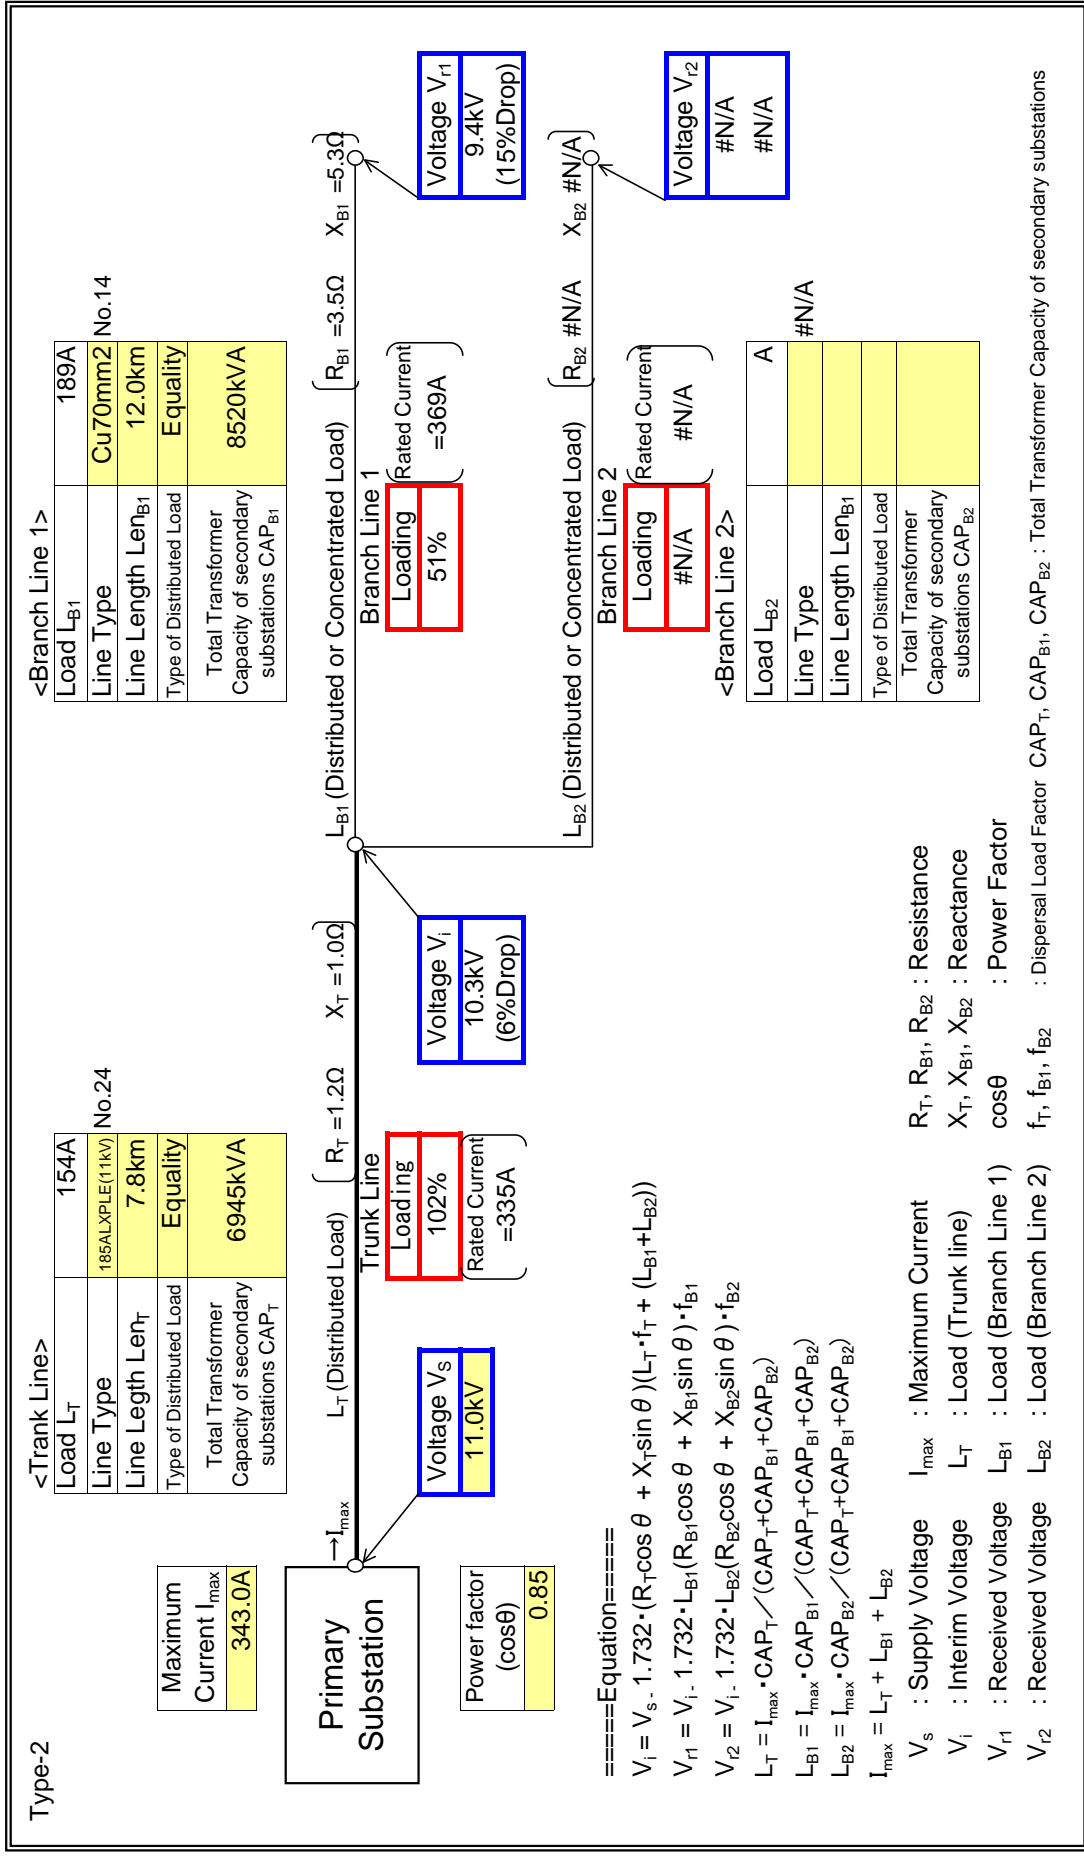 Type-2
Maximum
Current Imax
343.0A
<Trank Line>
Load LT 154A
Line Type 185ALXPLE(11kV) No.24
Line Legth LenT 7.8km
Type of Distributed Load Equality
Total Transformer
Capacity of secondary
substations CAPT
6945kVA
<Branch Line 1>
Load LB1 189A
Line Type Cu70mm2 No.14
Line Length LenB1 12.0km
Type of Distributed Load Equality
Total Transformer
Capacity of secondary
substations CAPB1
8520kVA
Primary
Substation
→Imax
LT (Distributed Load)
RT =1.2Ω XT =1.0Ω
LB1 (Distributed or Concentrated Load)
RB1 =3.5Ω XB1 =5.3Ω
Trunk Line
Loading
102%
Rated Current
=335A
Branch Line 1
Loading
51%
Rated Current
=369A
Voltage VS
11.0kV
Voltage Vi
10.3kV
(6%Drop)
Voltage Vr1
9.4kV
(15%Drop)
Power factor
(cosθ)
0.85
LB2 (Distributed or Concentrated Load)
RB2 #N/A XB2 #N/A
Branch Line 2
Loading
#N/A
Rated Current
#N/A
Voltage Vr2
#N/A
#N/A
<Branch Line 2>
Load LB2 A
Line Type #N/A
Line Length LenB1
Type of Distributed Load
Total Transformer
Capacity of secondary
substations CAPB2
=====Equation=====
Vi = Vs - 1.732・(RTcos θ + XTsin θ)(LT・fT + (LB1+LB2))
Vr1 = Vi - 1.732・LB1(RB1cos θ + XB1sin θ)・fB1
Vr2 = Vi - 1.732・LB2(RB2cos θ + XB2sin θ)・fB2
LT = Imax・CAPT／(CAPT+CAPB1+CAPB2)
LB1 = Imax・CAPB1／(CAPT+CAPB1+CAPB2)
LB2 = Imax・CAPB2／(CAPT+CAPB1+CAPB2)
Imax = LT + LB1 + LB2
Vs : Supply Voltage Imax : Maximum Current RT, RB1, RB2 : Resistance
Vi : Interim Voltage LT : Load (Trunk line) XT, XB1, XB2 : Reactance
Vr1 : Received Voltage LB1 : Load (Branch Line 1) cosθ : Power Factor
Vr2 : Received Voltage LB2 : Load (Branch Line 2) fT, fB1, fB2 : Dispersal Load Factor CAPT, CAPB1, CAPB2 : Total Transformer Capacity of secondary substations